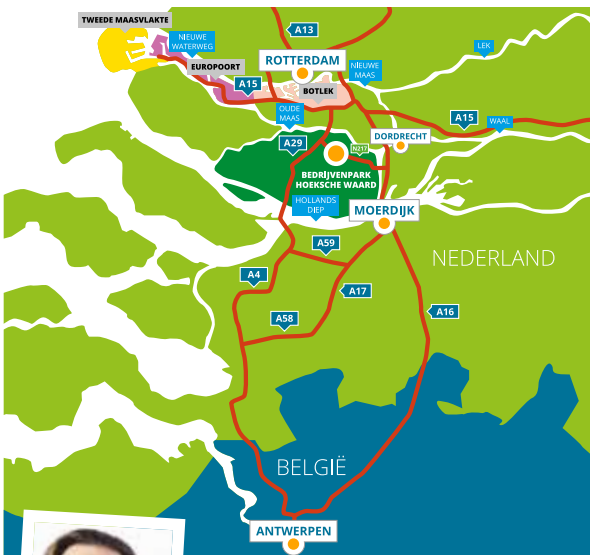 TWEEDE MAASVLAKTE
A13
NIEUWE
WATERWEG
LEK
EUROPOORT
ROTTERDAM
NIEUWE
MAAS
A15
BOTLEK
OUDE
MAAS
A15
WAAL
DORDRECHT
A29
N217
BEDRIJVENPARK
HOEKSCHE WAARD
HOLLANDS
DIEP
MOERDIJK
A59
NEDERLAND
A4
A17
A58
A16
BELGIË
ANTWERPEN